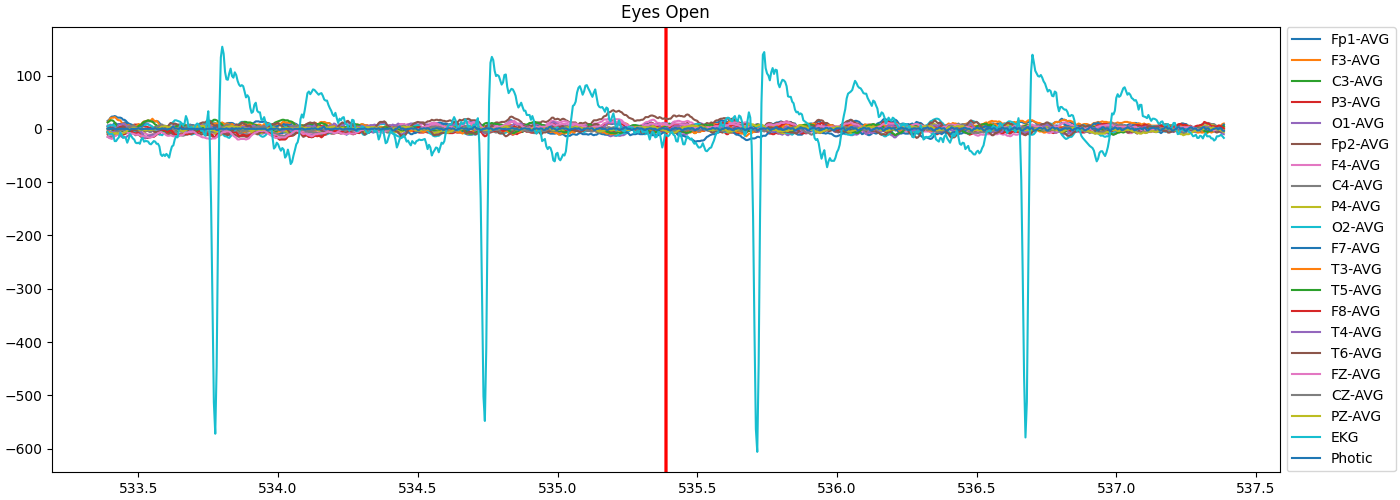 Eyes Open
100
0
−100
−200
−300
−400
−500
−600
533.5 534.0 534.5 535.0 535.5 536.0 536.5 537.0 537.5
Fp1-AVG
F3-AVG
C3-AVG
P3-AVG
O1-AVG
Fp2-AVG
F4-AVG
C4-AVG
P4-AVG
O2-AVG
F7-AVG
T3-AVG
T5-AVG
F8-AVG
T4-AVG
T6-AVG
FZ-AVG
CZ-AVG
PZ-AVG
EKG
Photic